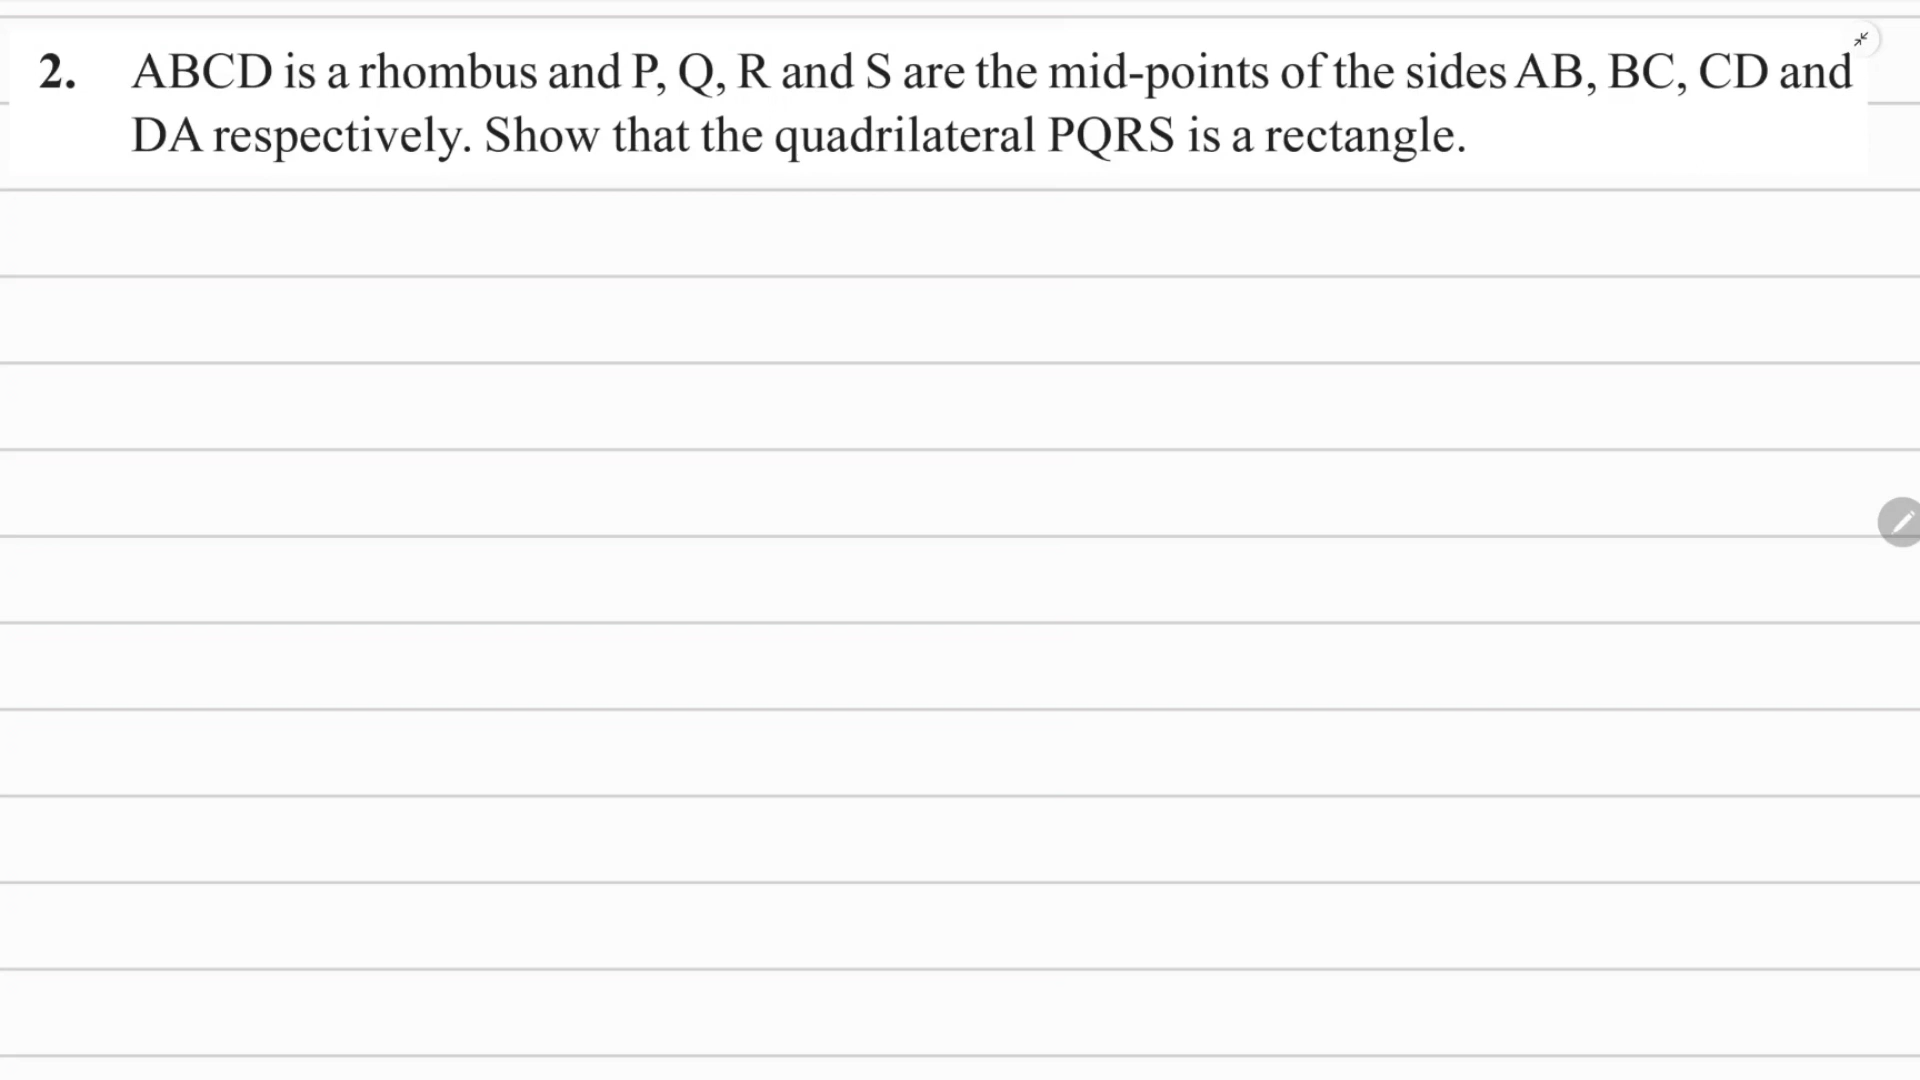 2. ABCD is a rhombus and P, Q, R and S are the mid-points of the sides AB, BC, CD and
DA respectively. Show that the quadrilateral PQRS is a rectangle.